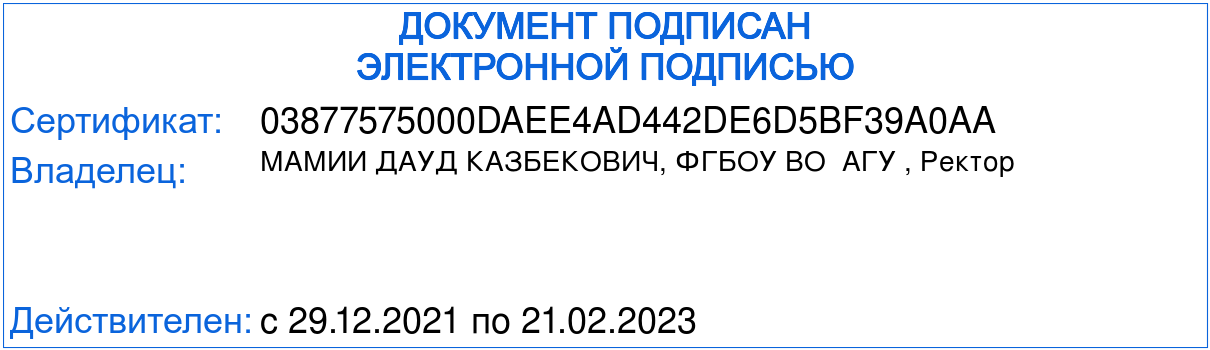 ДОКУМЕНТ ПОДПИСАН
ЭЛЕКТРОННОЙ ПОДПИСЬЮ
Сертификат: 03877575000DAEE4AD442DE6D5BF39A0AA
Владелец: МАМИИ ДАУД КАЗБЕКОВИЧ, ФГБОУ ВО АГУ , Ректор
Действителен: с 29.12.2021 по 21.02.2023